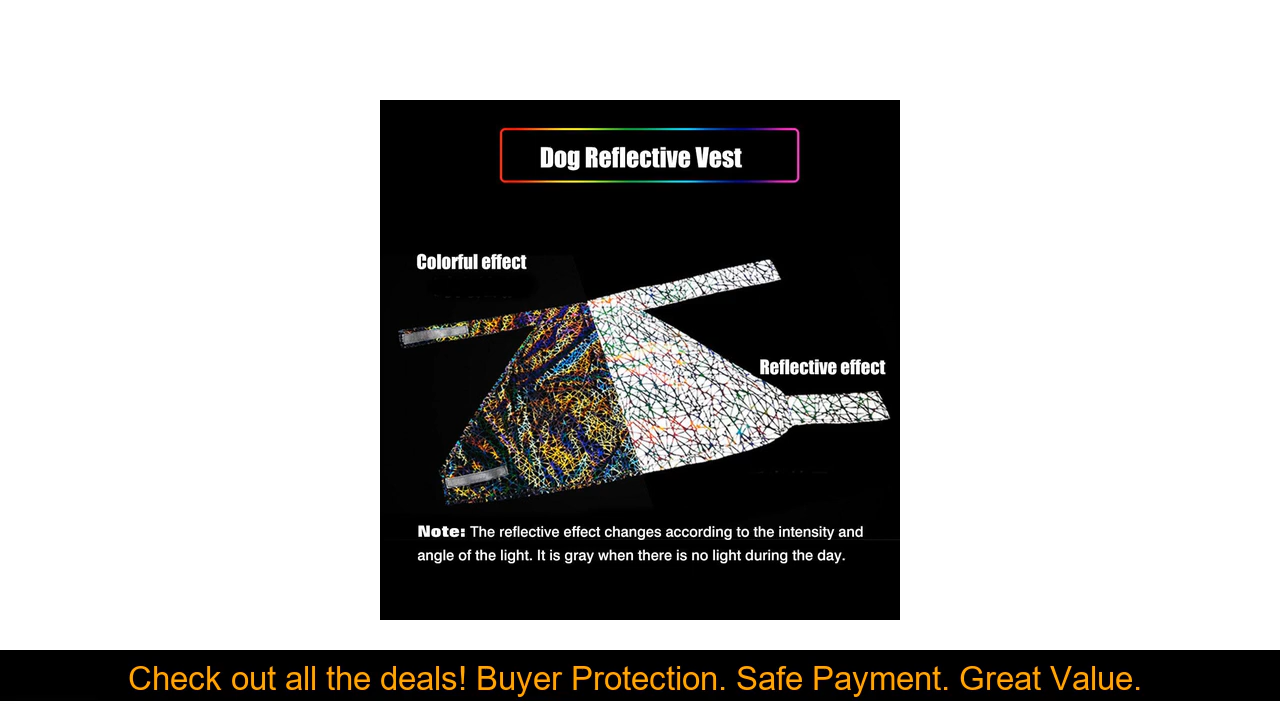 Dog Reflective Vest
Colorful effect
Reflective effect
Note: The reflective effect changes according to the intensity and
angle of the light. It is gray when there is no light during the day.
Check out all the deals! Buyer Protection. Safe Payment. Great Value.